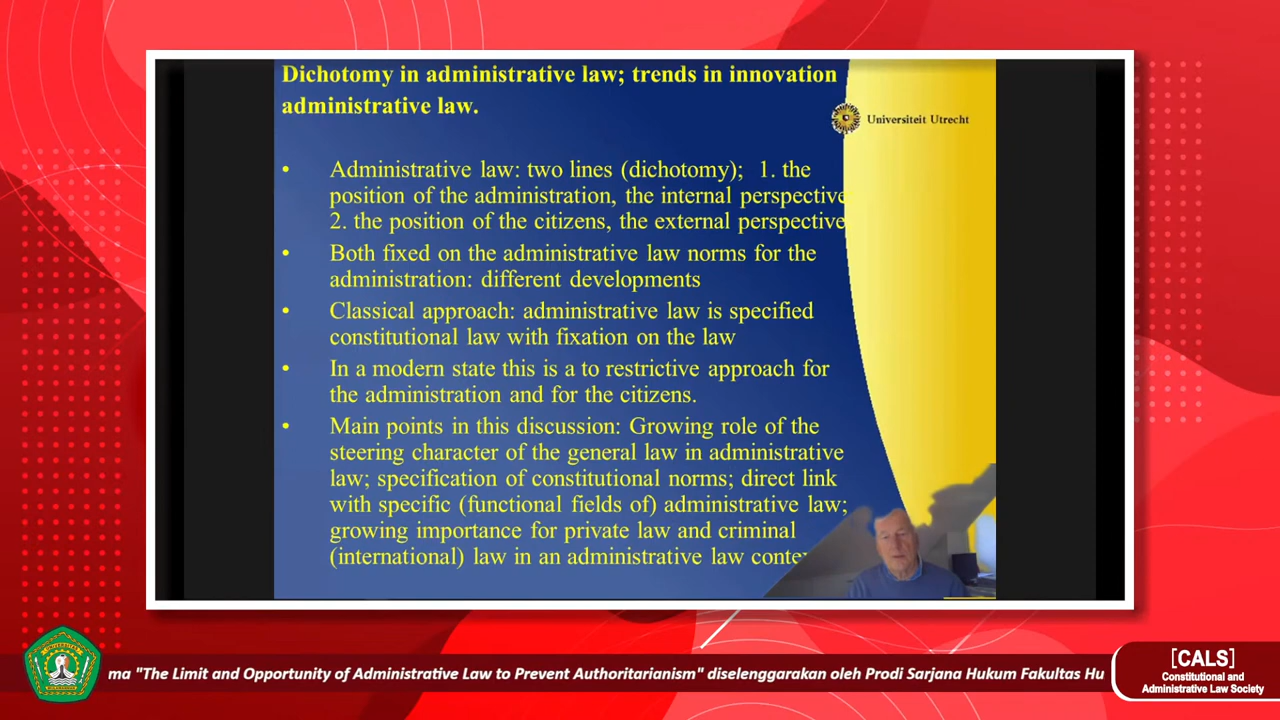 Dichotomy in administrative law; trends in innovation
administrative law.
Universiteit Utrecht
• Administrative law: two lines (dichotomy); 1. the
position of the administration, the internal perspective
2. the position of the citizens, the external perspective
• Both fixed on the administrative law norms for the
administration: different developments
• Classical approach: administrative law is specified
constitutional law with fixation on the law
• In a modern state this is a to restrictive approach for
the administration and for the citizens.
• Main points in this discussion: Growing role of the
steering character of the general law in administrative
law; specification of constitutional norms; direct link
with specific (functional fields of) administrative law;
growing importance for private law and criminal
(international) law in an administrative law conte
ma "The Limit and Opportunity of Administrative Law to Prevent Authoritarianism" diselenggarakan oleh Prodi Sarjana Hukum Fakultas Hu
[CALS]
Constitutional and
Administrative Law Society